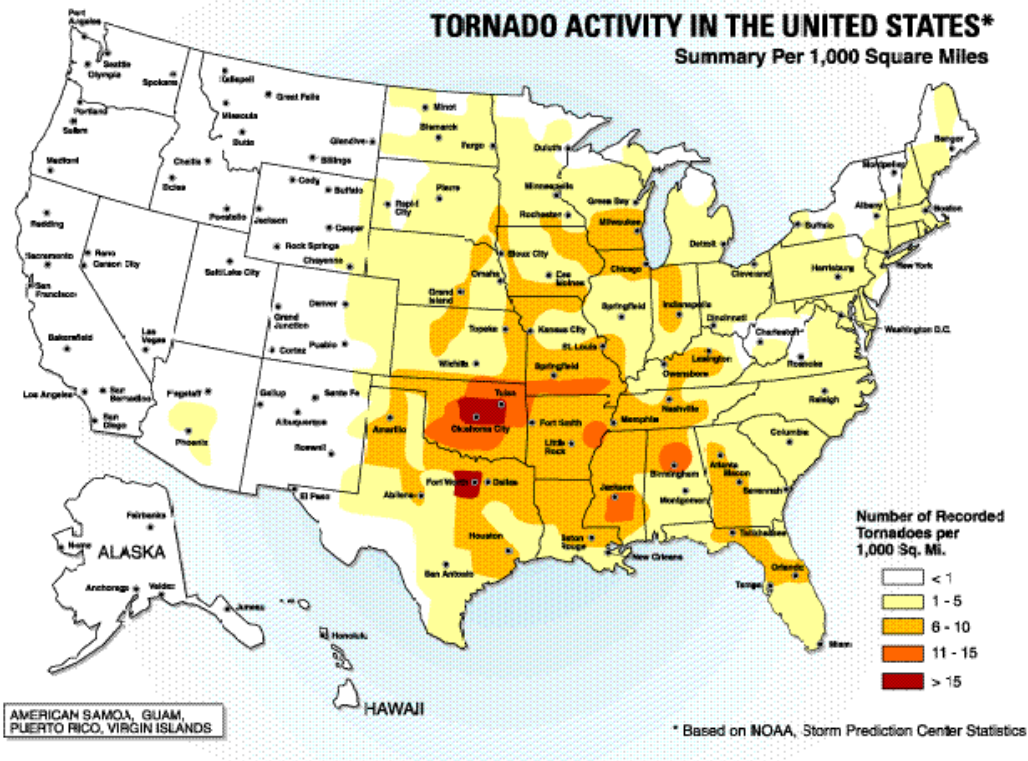 TORNADO ACTIVITY IN THE UNITED STATES*
Summary Per 1,000 Square Miles
Port Angeles
Seattle
Olympia
Spokane
Portland
Salem
Medford
Kalispell
Great Falls
Missoula
Butte
Glendive
Billings
Challis
Boise
Pocatello
Cody
Buffalo
Jackson
Casper
Rock Springs
Cheyenne
Minot
Bismarck
Fargo
Pierre
Rapid City
Duluth
Minneapolis
Rochester
Green Bay
Milwaukee
Chicago
Detroit
Cleveland
Buffalo
Montpelier
Bangor
Albany
Boston
New York
Harrisburg
Washington D.C.
Redding
Sacramento
San Francisco
Reno
Carson City
Bakersfield
Las Vegas
Los Angeles
San Bernadino
San Diego
Salt Lake City
Grand Junction
Denver
Pueblo
Cortez
Flagstaff
Phoenix
Gallup
Santa Fe
Albuquerque
Roswell
El Paso
Sioux City
Omaha
Grand Island
Des Moines
Topeka
Kansas City
Wichita
St. Louis
Springfield
Springfield
Indianapolis
Cincinnati
Charleston
Roanoke
Lexington
Owensboro
Nashville
Memphis
Raleigh
Columbia
Tulsa
Oklahoma City
Amarillo
Fort Smith
Little Rock
Fort Worth
Dallas
Abilene
Houston
San Antonio
Jackson
Baton Rouge
New Orleans
Birmingham
Montgomery
Atlanta
Macon
Savannah
Tallahassee
Orlando
Tampa
Miami
Fairbanks
Nome
ALASKA
Anchorage
Valdez
Juneau
Honolulu
HAWAII
AMERICAN SAMOA, GUAM,
PUERTO RICO, VIRGIN ISLANDS
Number of Recorded
Tornadoes per
1,000 Sq. Mi.
< 1
1 - 5
6 - 10
11 - 15
> 15
* Based on NOAA, Storm Prediction Center Statistics